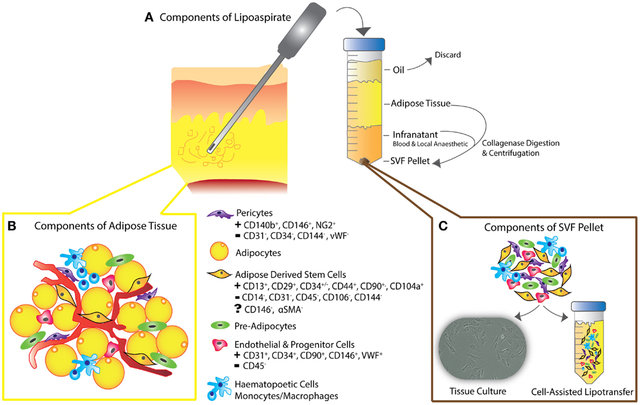 A Components of Lipoaspirate
Oil
Discard
Adipose Tissue
Infranatant
Blood & Local Anaesthetic
Collagenase Digestion
& Centrifugation
SVF Pellet
B Components of Adipose Tissue
Pericytes
+ CD140b⁺, CD146⁺, NG2⁺
- CD31⁻, CD34⁻, CD144⁻, vWF⁻
Adipocytes
Adipose Derived Stem Cells
+ CD13⁺, CD29⁺, CD34⁺/⁻, CD44⁺, CD90⁺, CD104a⁺
- CD14⁻, CD31⁻, CD45⁻, CD106⁻, CD144⁻
? CD146⁻, αSMA⁻
Pre-Adipocytes
Endothelial & Progenitor Cells
+ CD31⁺, CD34⁺, CD90⁺, CD146⁺, VWF⁺
- CD45⁻
Haematopoetic Cells
Monocytes/Macrophages
C Components of SVF Pellet
Tissue Culture
Cell-Assisted Lipotransfer